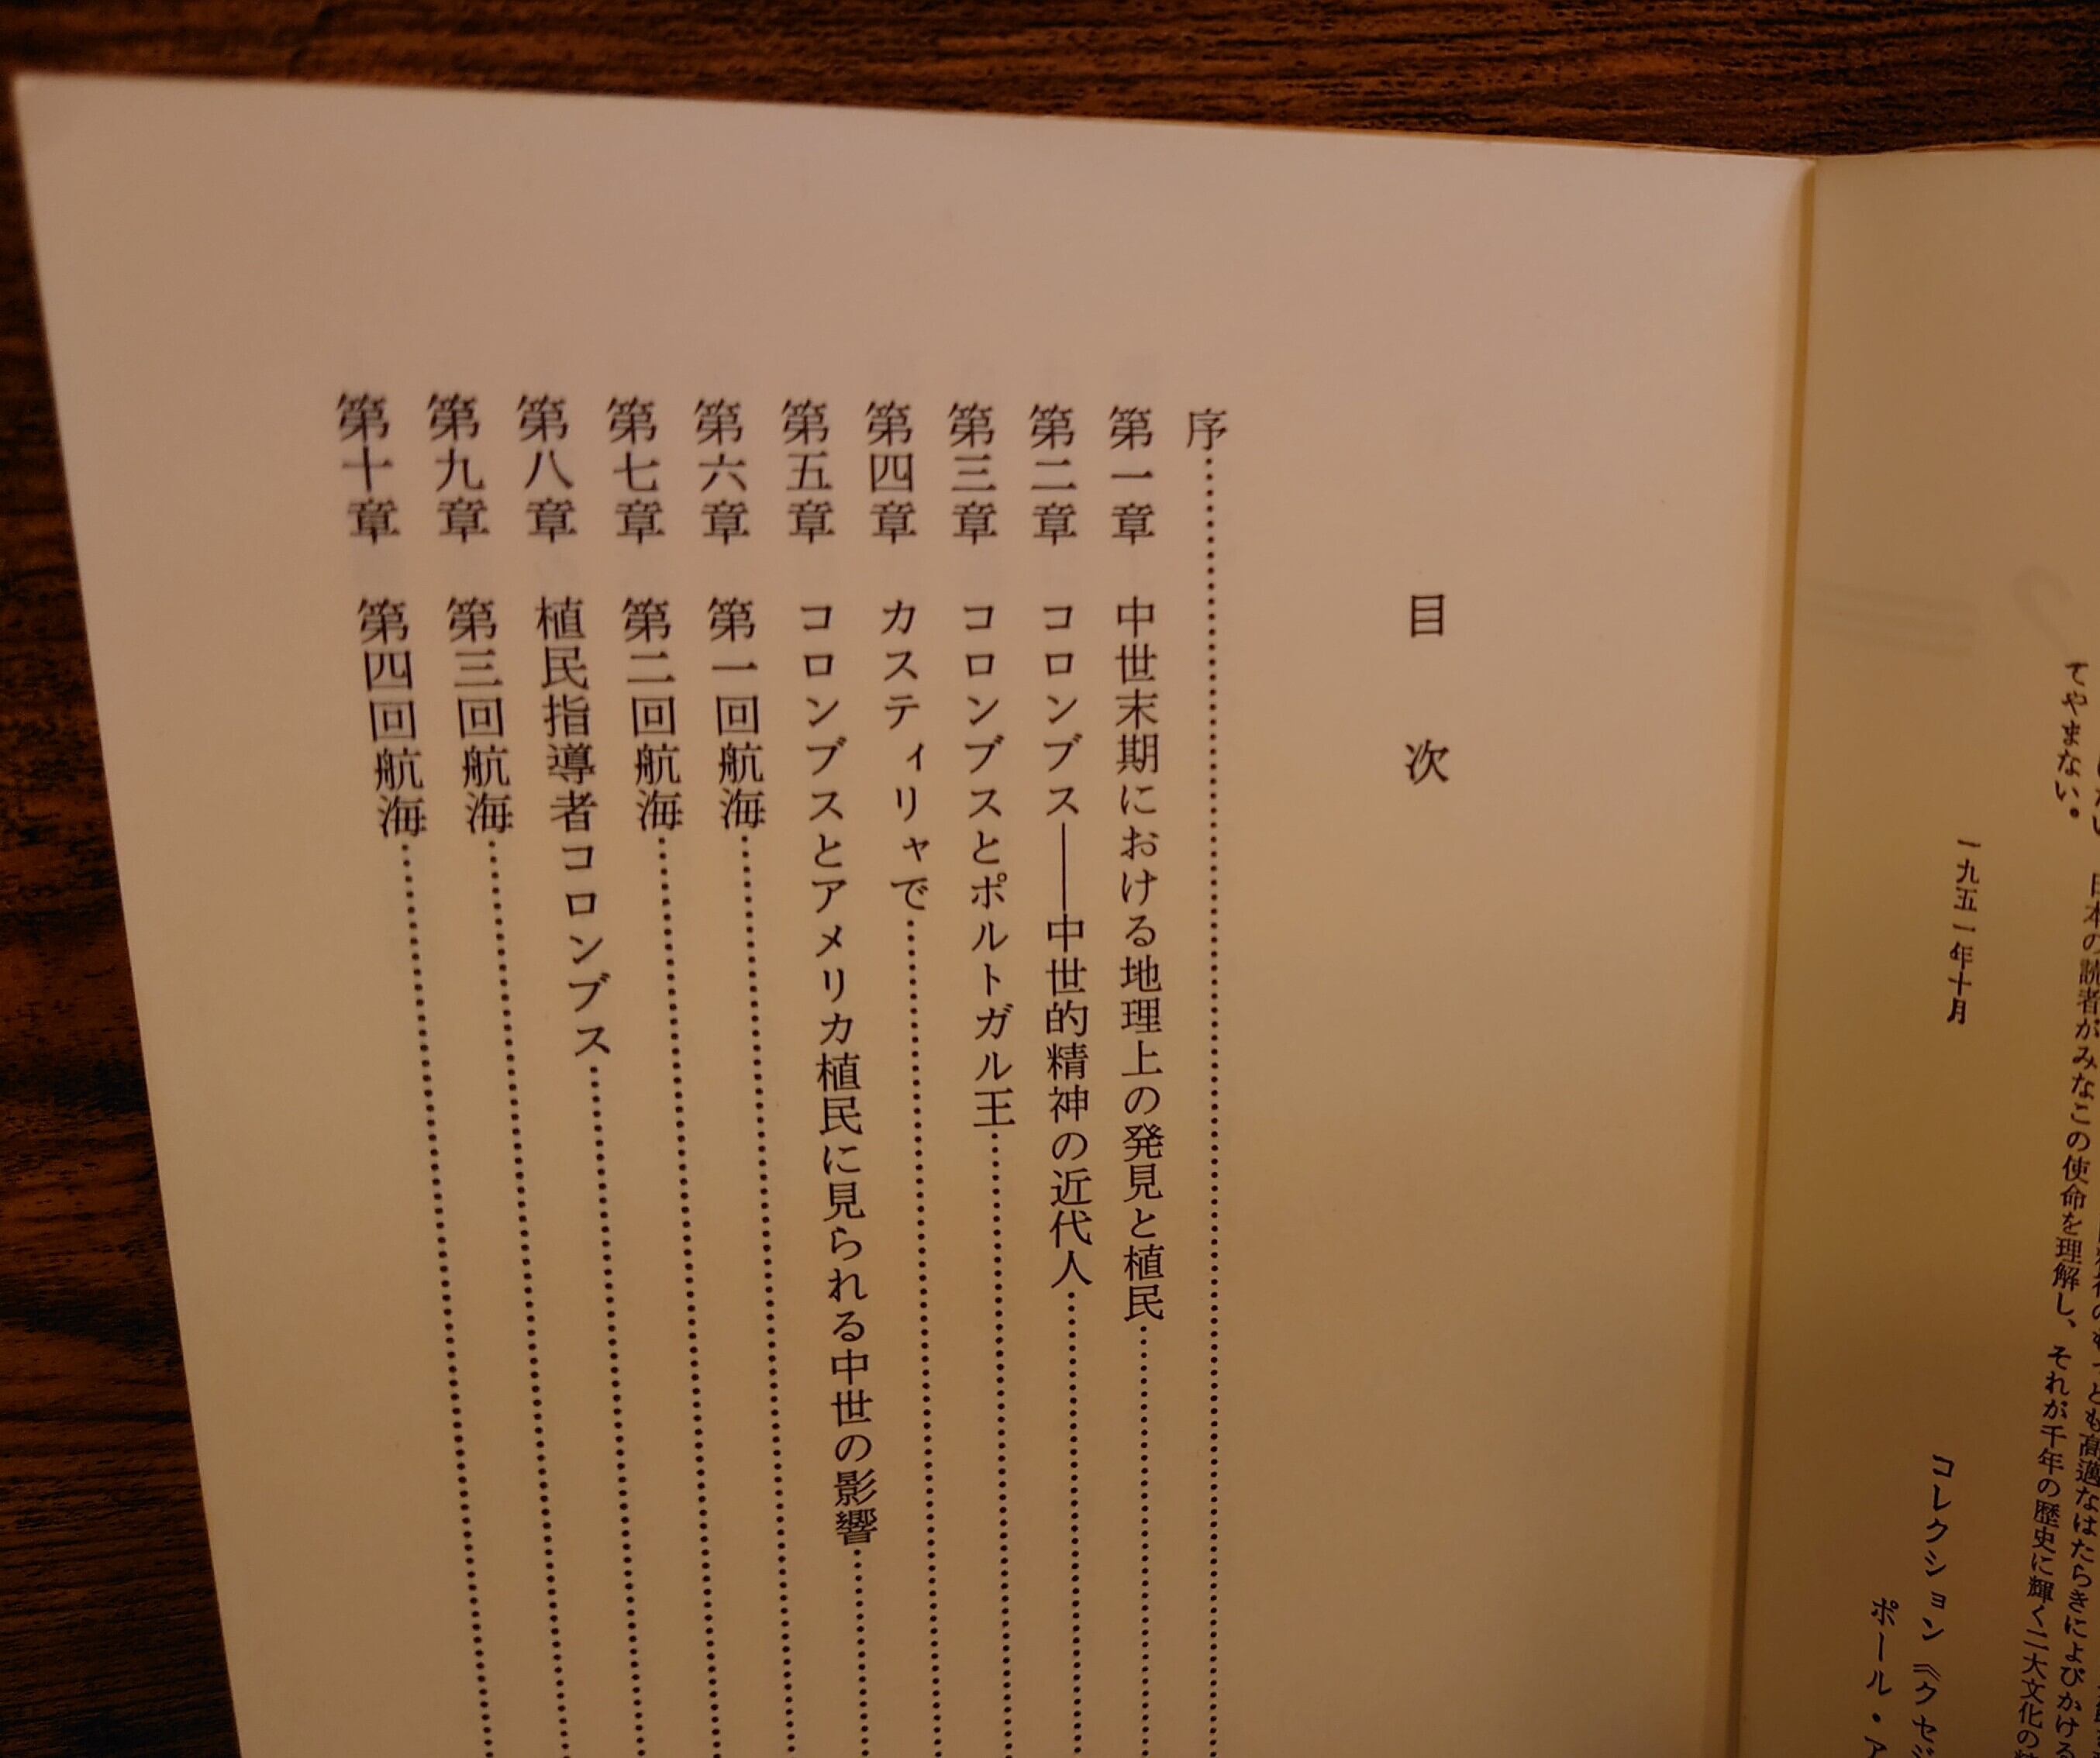 てやまない。
一九五一年十月
コレクション《クセジ
ポール・ア
目次
序
第一章 中世末期における地理上の発見と植民
第二章 コロンブス――中世的精神の近代人
第三章 コロンブスとポルトガル王
第四章 カスティリャで
第五章 コロンブスとアメリカ植民に見られる中世の影響
第六章 第一回航海
第七章 第二回航海
第八章 植民指導者コロンブス
第九章 第三回航海
第十章 第四回航海